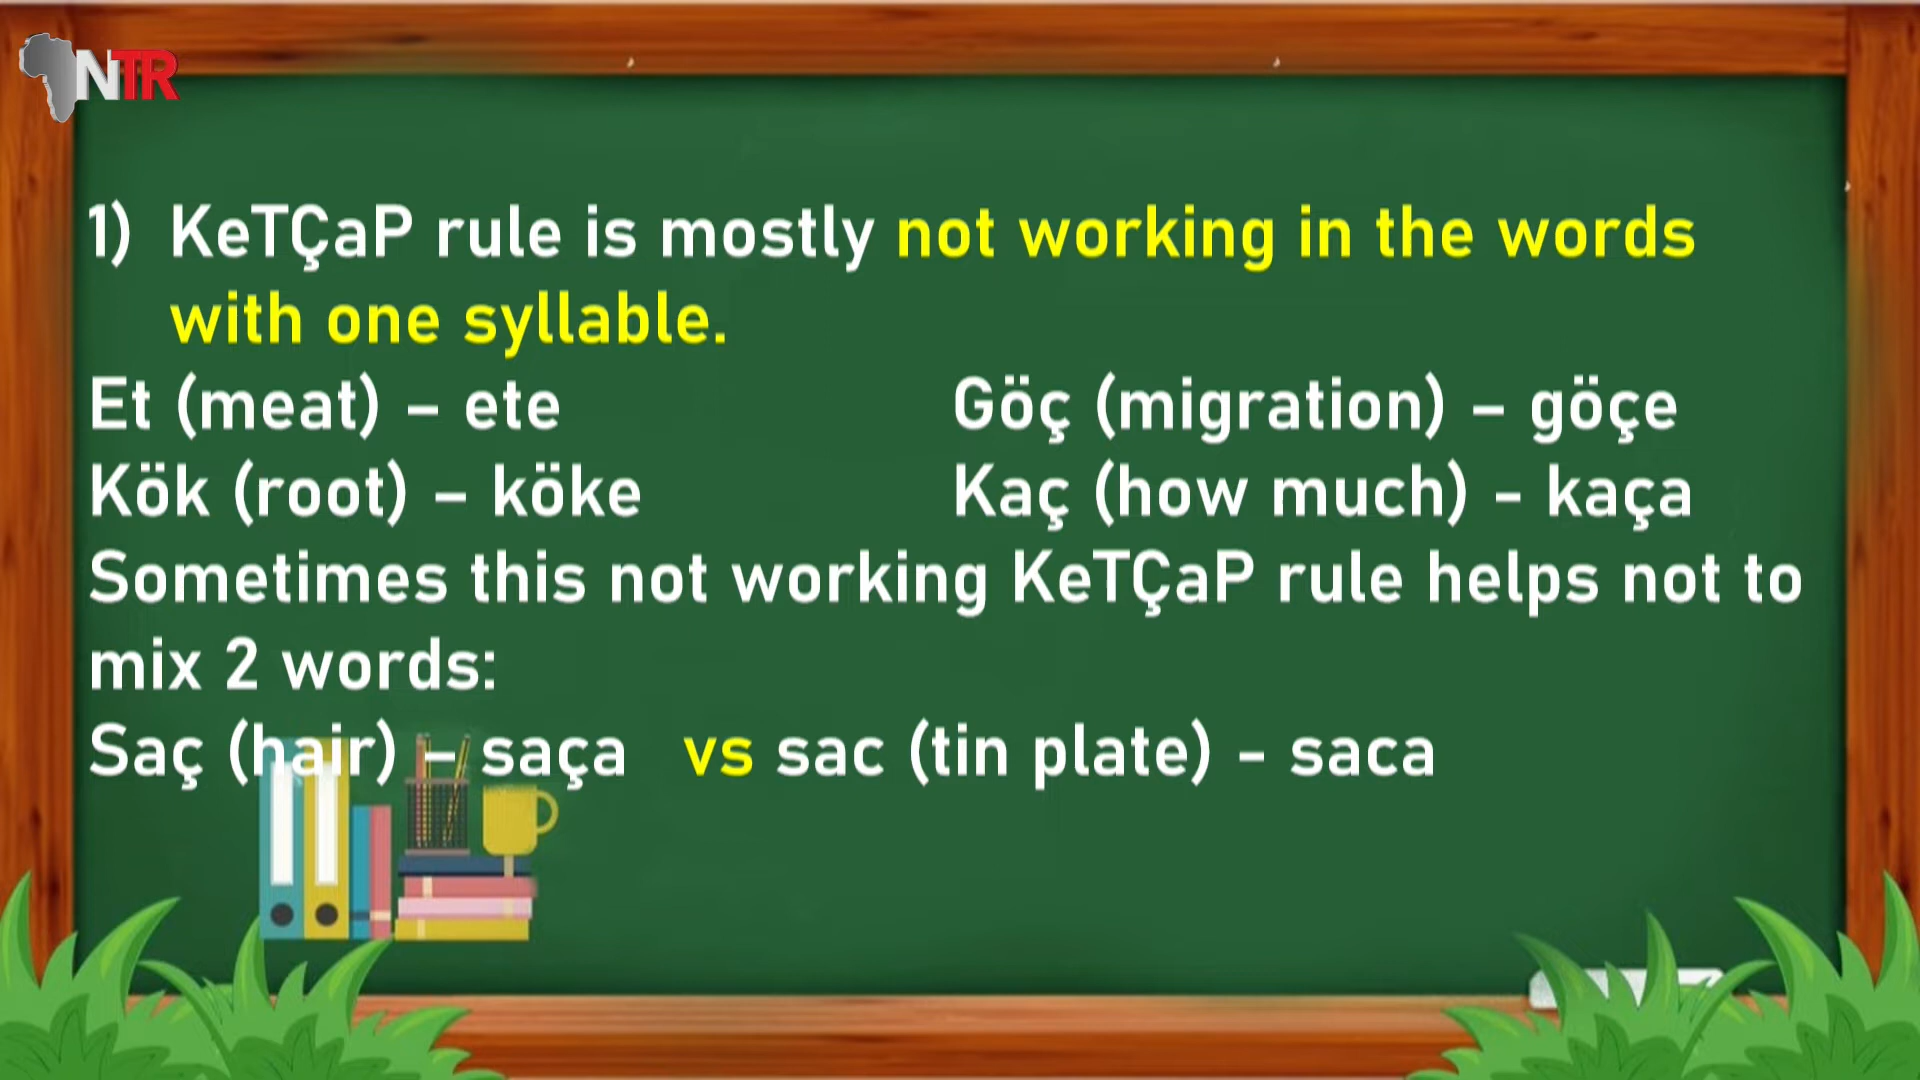 NTR
1) KeTÇaP rule is mostly not working in the words
with one syllable.
Et (meat) – ete Göç (migration) – göçe
Kök (root) – köke Kaç (how much) - kaça
Sometimes this not working KeTÇaP rule helps not to
mix 2 words:
Saç (hair) – saça vs sac (tin plate) - saca